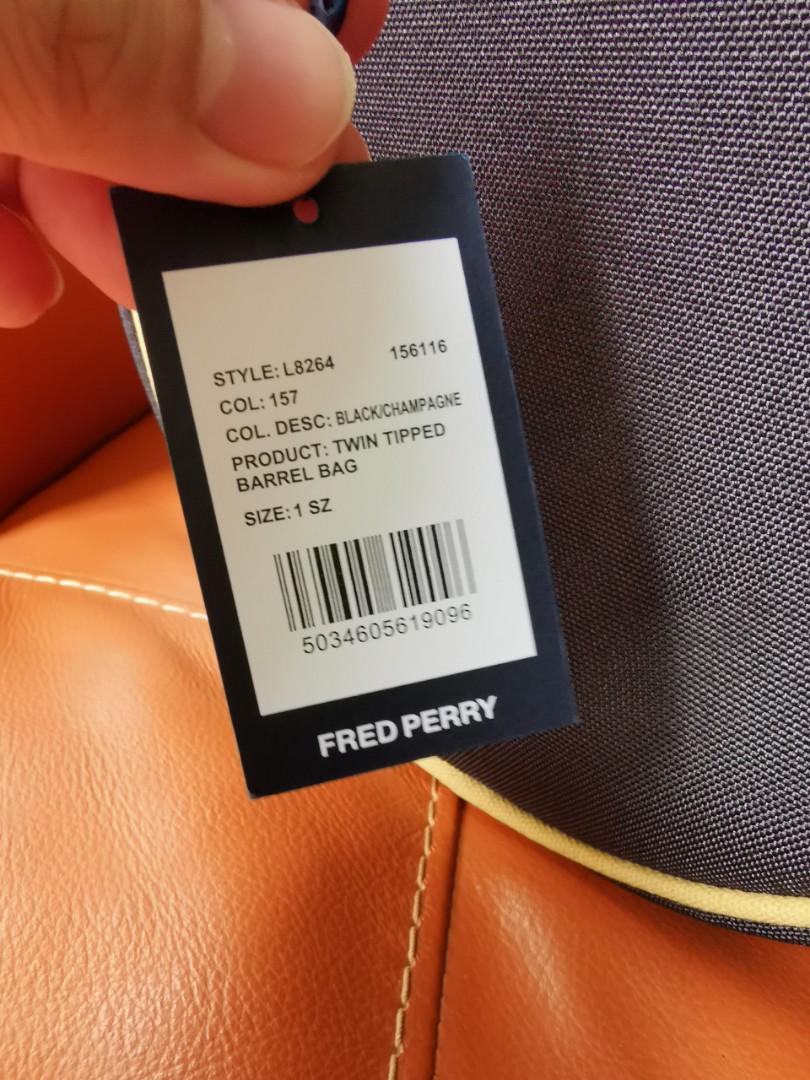 STYLE: L8264 156116
COL: 157
COL. DESC: BLACK/CHAMPAGNE
PRODUCT: TWIN TIPPED
BARREL BAG
SIZE: 1 SZ
5034605619096
FRED PERRY